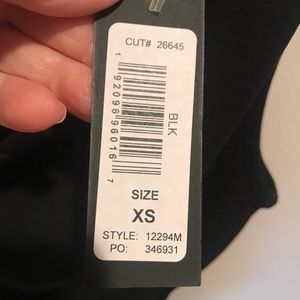 CUT# 26645
1 92096 96016 7
BLK
SIZE
XS
STYLE: 12294M
PO: 346931